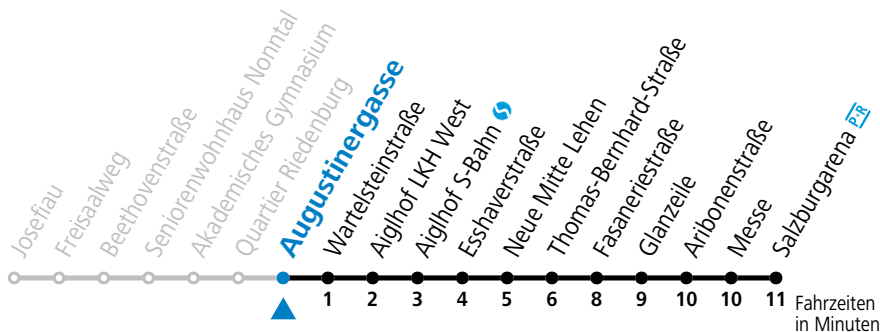 Josefiau
Freisaalweg
Beethovenstraße
Seniorenwohnhaus Nonntal
Akademisches Gymnasium
Quartier Riedenburg
Augustinergasse
Wartelsteinstraße
Aiglhof LKH West
Aiglhof S-Bahn
Esshaverstraße
Neue Mitte Lehen
Thomas-Bernhard-Straße
Fasaneriestraße
Glanzeile
Aribonenstraße
Messe
Salzburgarena P+R
1 2 3 4 5 6 8 9 10 10 11
Fahrzeiten
in Minuten